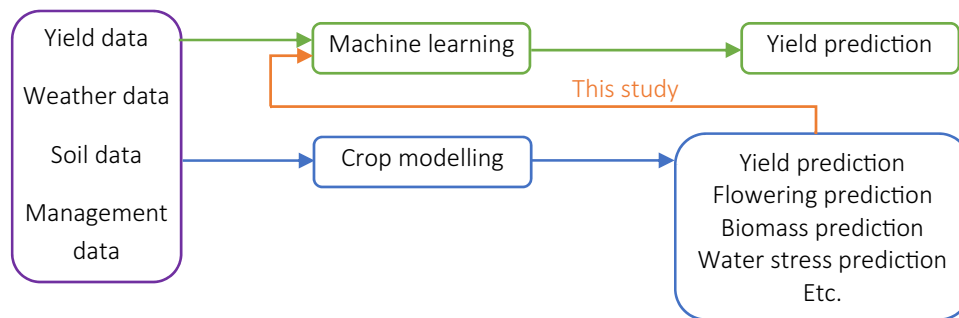 Yield data
Weather data
Soil data
Management
data
Machine learning
Yield prediction
This study
Crop modelling
Yield prediction
Flowering prediction
Biomass prediction
Water stress prediction
Etc.